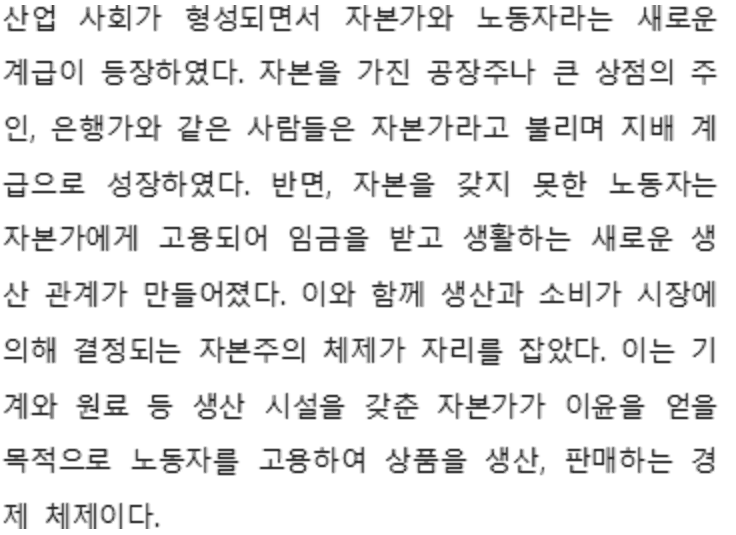 산업 사회가 형성되면서 자본가와 노동자라는 새로운
계급이 등장하였다. 자본을 가진 공장주나 큰 상점의 주
인, 은행가와 같은 사람들은 자본가라고 불리며 지배 계
급으로 성장하였다. 반면, 자본을 갖지 못한 노동자는
자본가에게 고용되어 임금을 받고 생활하는 새로운 생
산 관계가 만들어졌다. 이와 함께 생산과 소비가 시장에
의해 결정되는 자본주의 체제가 자리를 잡았다. 이는 기
계와 원료 등 생산 시설을 갖춘 자본가가 이윤을 얻을
목적으로 노동자를 고용하여 상품을 생산, 판매하는 경
제 체제이다.